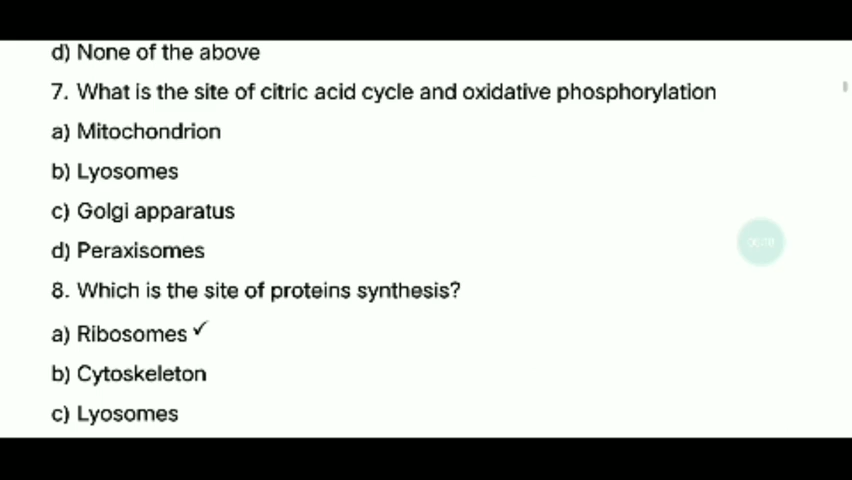 d) None of the above
7. What is the site of citric acid cycle and oxidative phosphorylation
a) Mitochondrion
b) Lyosomes
c) Golgi apparatus
d) Peraxisomes
8. Which is the site of proteins synthesis?
a) Ribosomes ✓
b) Cytoskeleton
c) Lyosomes